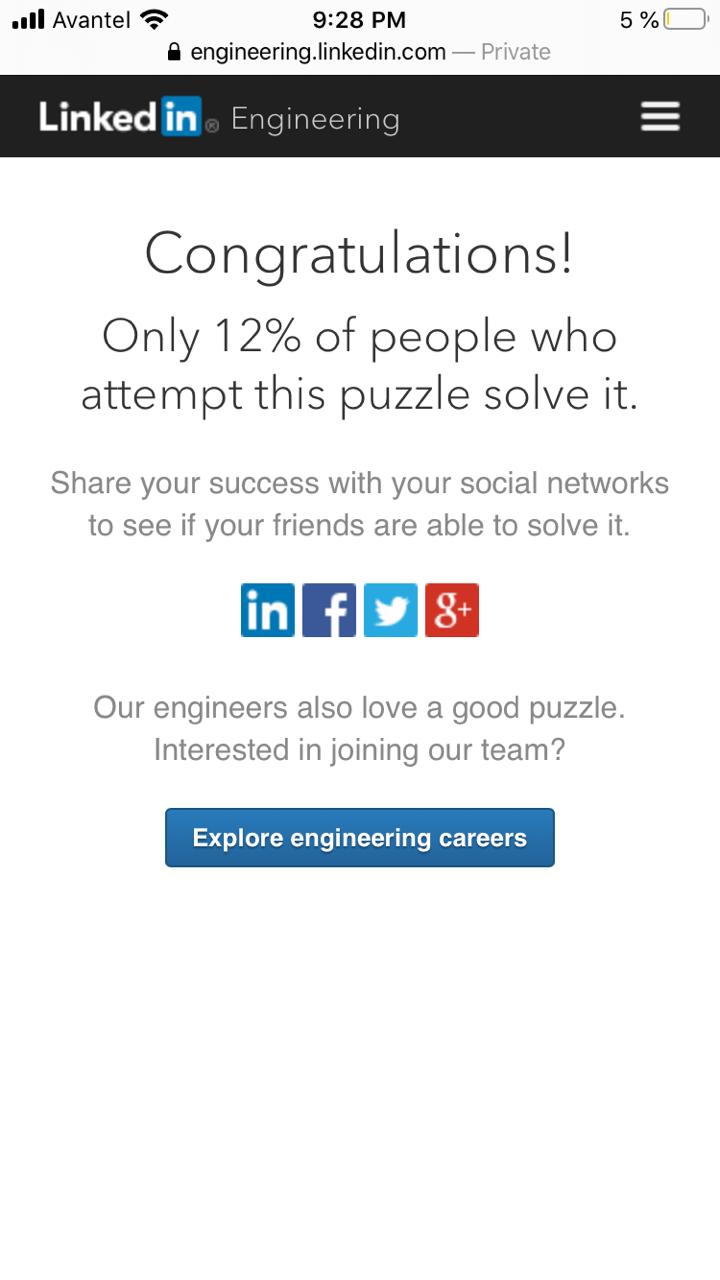 Avantel 9:28 PM 5 %
engineering.linkedin.com — Private
Linkedin® Engineering
Congratulations!
Only 12% of people who
attempt this puzzle solve it.
Share your success with your social networks
to see if your friends are able to solve it.
in f g+
Our engineers also love a good puzzle.
Interested in joining our team?
Explore engineering careers